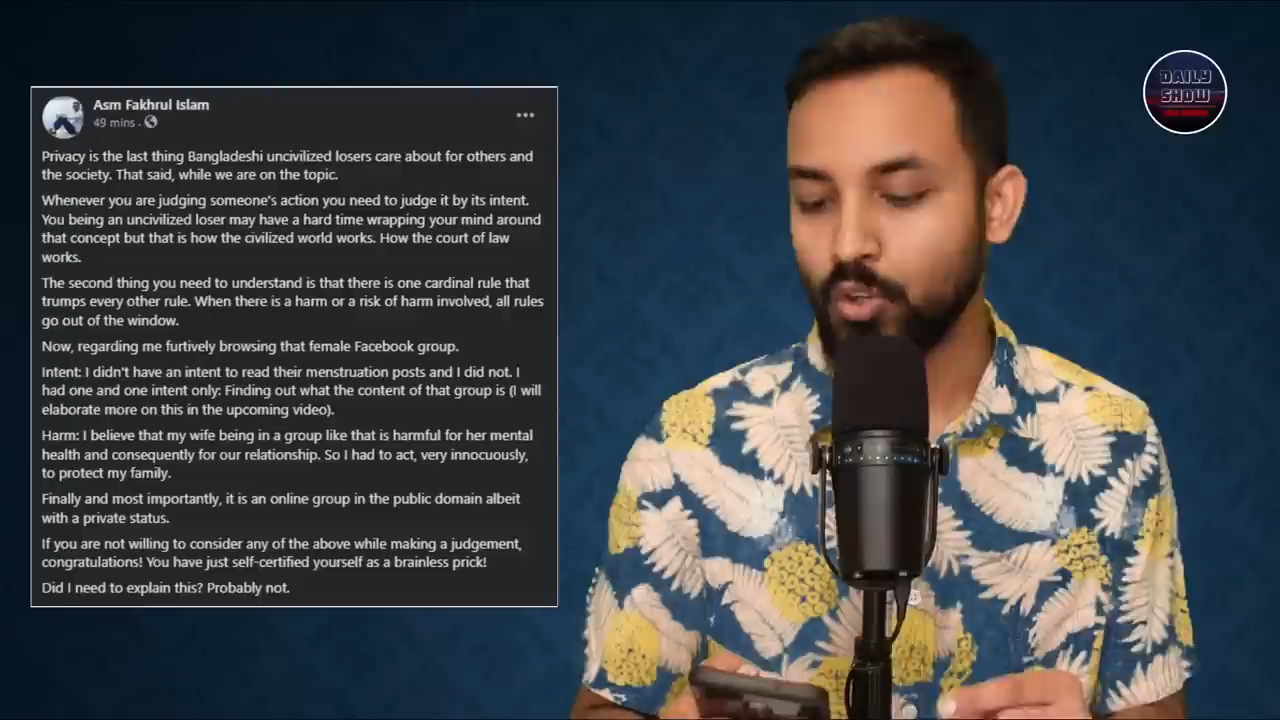 Asm Fakhrul Islam
49 mins .
Privacy is the last thing Bangladeshi uncivilized losers care about for others and
the society. That said, while we are on the topic.
Whenever you are judging someone's action you need to judge it by its intent.
You being an uncivilized loser may have a hard time wrapping your mind around
that concept but that is how the civilized world works. How the court of law
works.
The second thing you need to understand is that there is one cardinal rule that
trumps every other rule. When there is a harm or a risk of harm involved, all rules
go out of the window.
Now, regarding me furtively browsing that female Facebook group.
Intent: I didn't have an intent to read their menstruation posts and I did not. I
had one and one intent only: Finding out what the content of that group is (I will
elaborate more on this in the upcoming video).
Harm: I believe that my wife being in a group like that is harmful for her mental
health and consequently for our relationship. So I had to act, very innocuously,
to protect my family.
Finally and most importantly, it is an online group in the public domain albeit
with a private status.
If you are not willing to consider any of the above while making a judgement,
congratulations! You have just self-certified yourself as a brainless prick!
Did I need to explain this? Probably not.
DAILY
SHOW